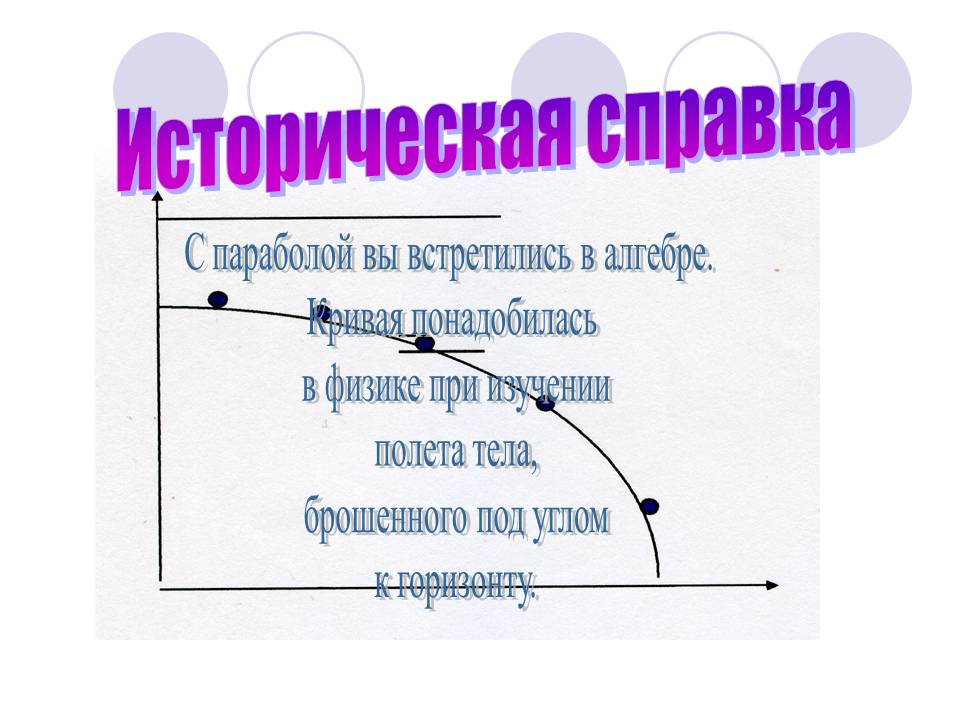 Историческая справка
С параболой вы встретились в алгебре.
Кривая понадобилась
в физике при изучении
полета тела,
брошенного под углом
к горизонту.